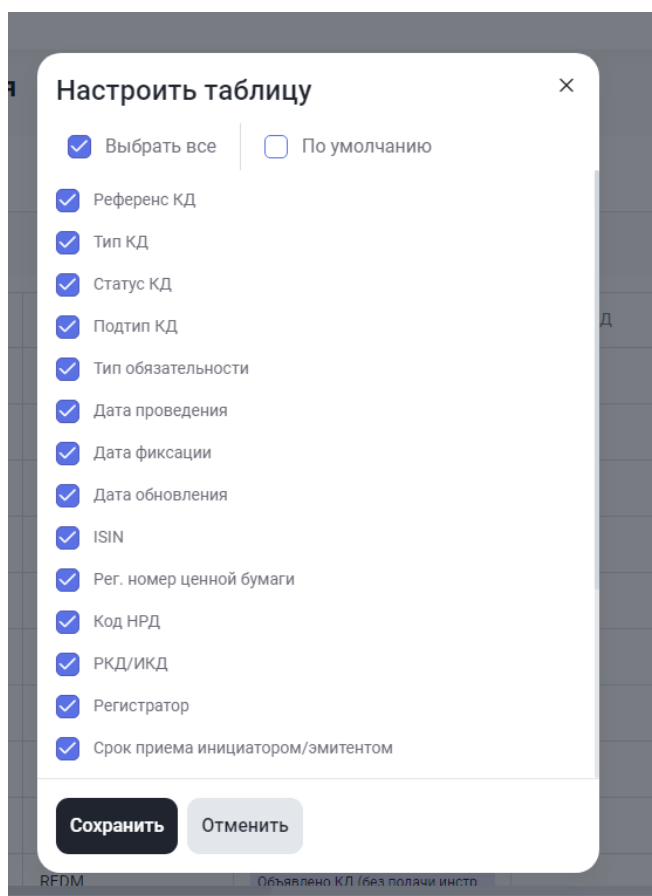 я
Настроить таблицу
Выбрать все
По умолчанию
Референс КД
Тип КД
Статус КД
Подтип КД
Д
Тип обязательности
Дата проведения
Дата фиксации
Дата обновления
ISIN
Рег. номер ценной бумаги
Код НРД
РКД/ИКД
Регистратор
Срок приема инициатором/эмитентом
Сохранить
Отменить
REDM
Объявлено КД (без подачи инстр